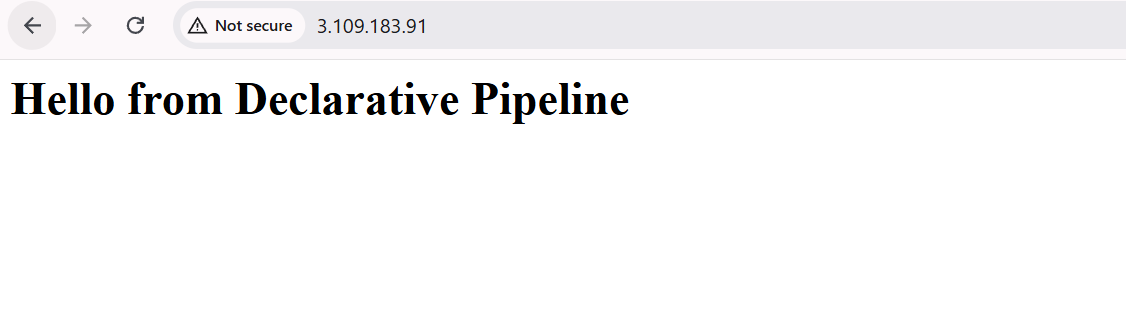 Not secure 3.109.183.91
Hello from Declarative Pipeline